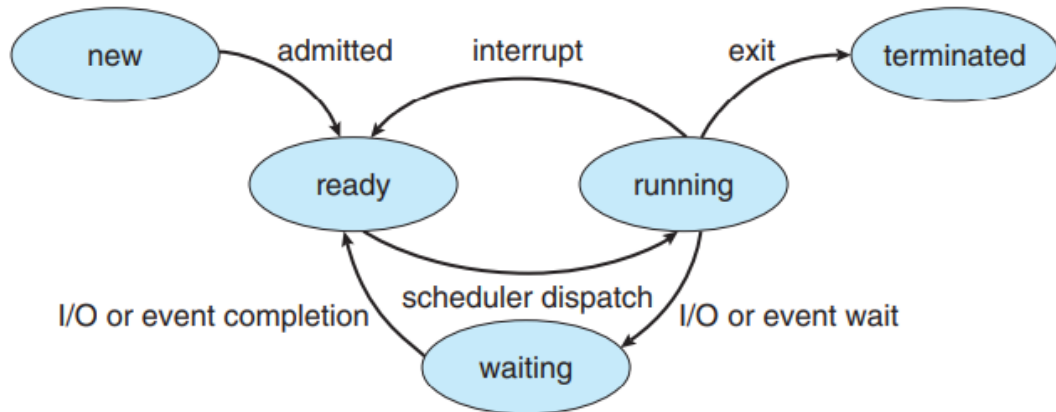 new
admitted
interrupt
exit
terminated
ready
running
I/O or event completion
scheduler dispatch
I/O or event wait
waiting